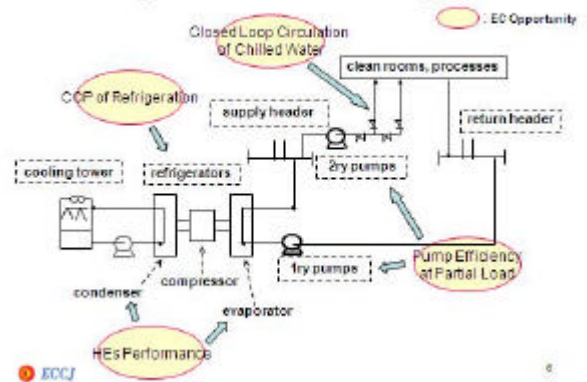 : EC Opportunity
Closed Loop Circulation
of Chilled Water
clean rooms, processes
COP of Refrigeration
supply header
return header
cooling tower
refrigerators
2ry pumps
Pump Efficiency
at Partial Load
1ry pumps
compressor
condenser
evaporator
HEs Performance
ECCJ
6